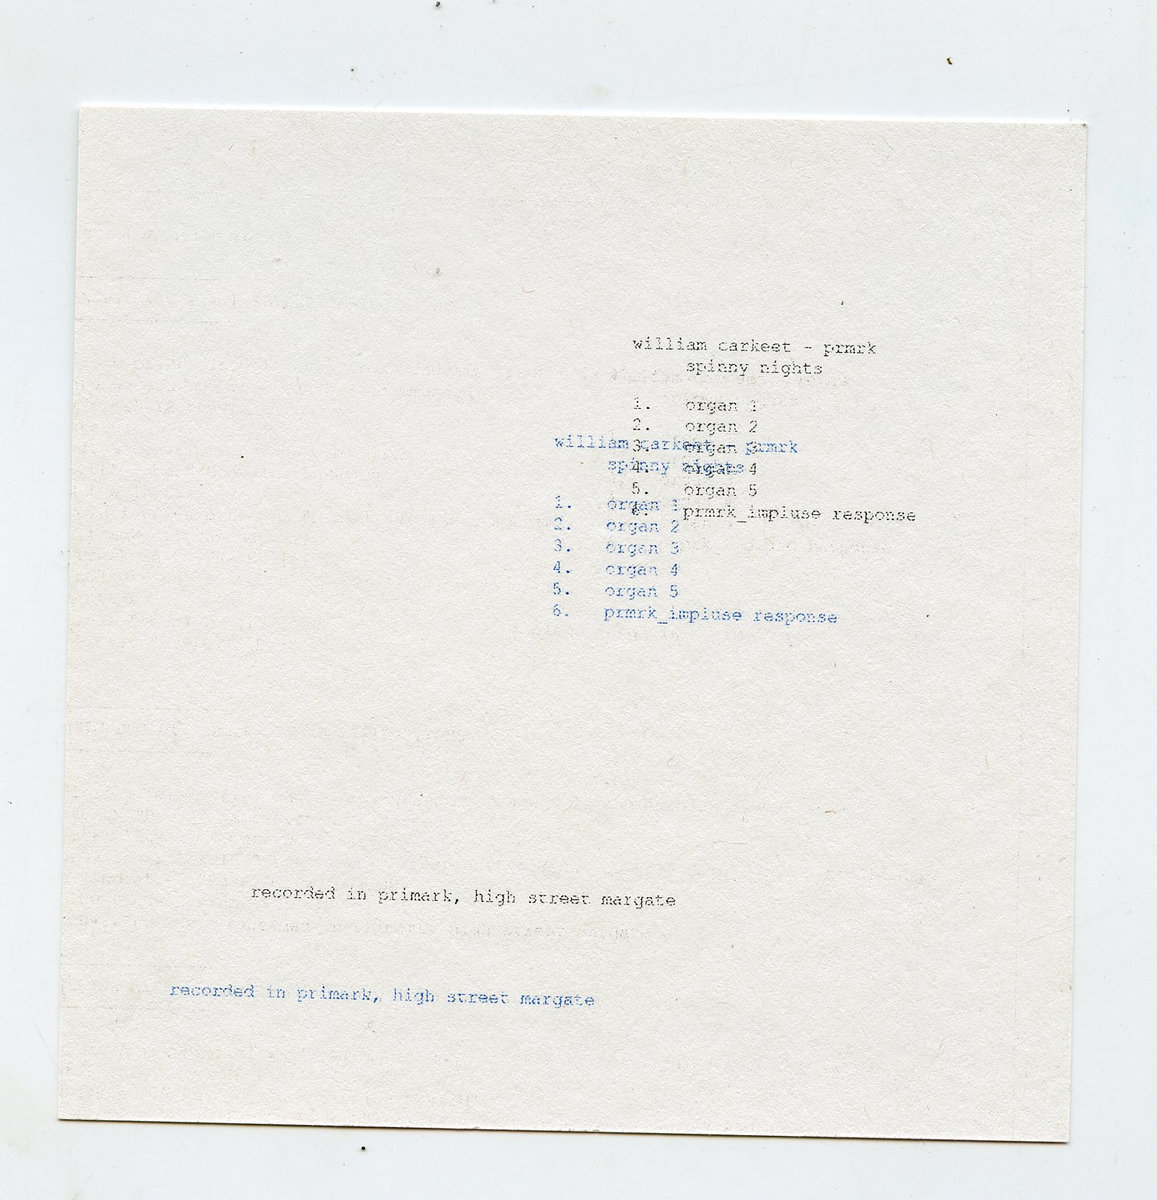 william carkeet - prmrk
spinny nights
1. organ 1
2. organ 2
3. organ 3
4. organ 4
5. organ 5
6. prmrk_impluse response
william carkeet - prmrk
spinny nights
1. organ 1
2. organ 2
3. organ 3
4. organ 4
5. organ 5
6. prmrk_impluse response
recorded in primark, high street margate
recorded in primark, high street margate